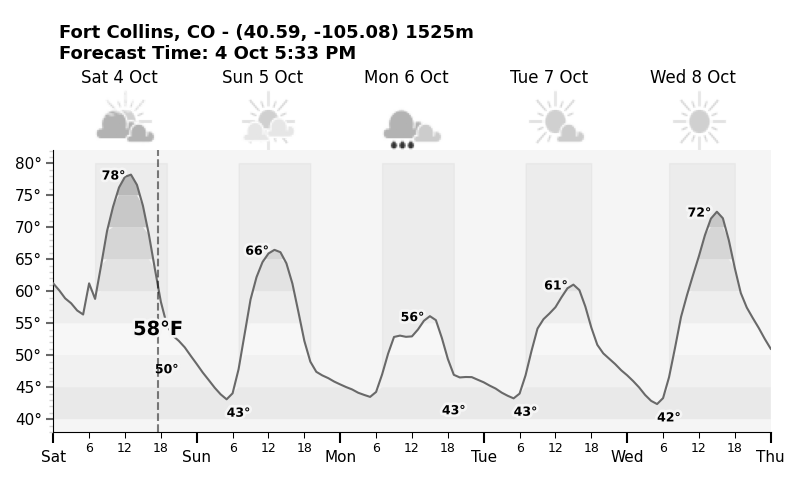 Fort Collins, CO - (40.59, -105.08) 1525m
Forecast Time: 4 Oct 5:33 PM
Sat 4 Oct Sun 5 Oct Mon 6 Oct Tue 7 Oct Wed 8 Oct
80°
78°
75°
72°
70°
66°
65°
61°
60°
56°
55°
58°F
50°
50°
45°
43° 43° 43° 42°
40°
6 12 18 6 12 18 6 12 18 6 12 18 6 12 18
Sat Sun Mon Tue Wed Thu